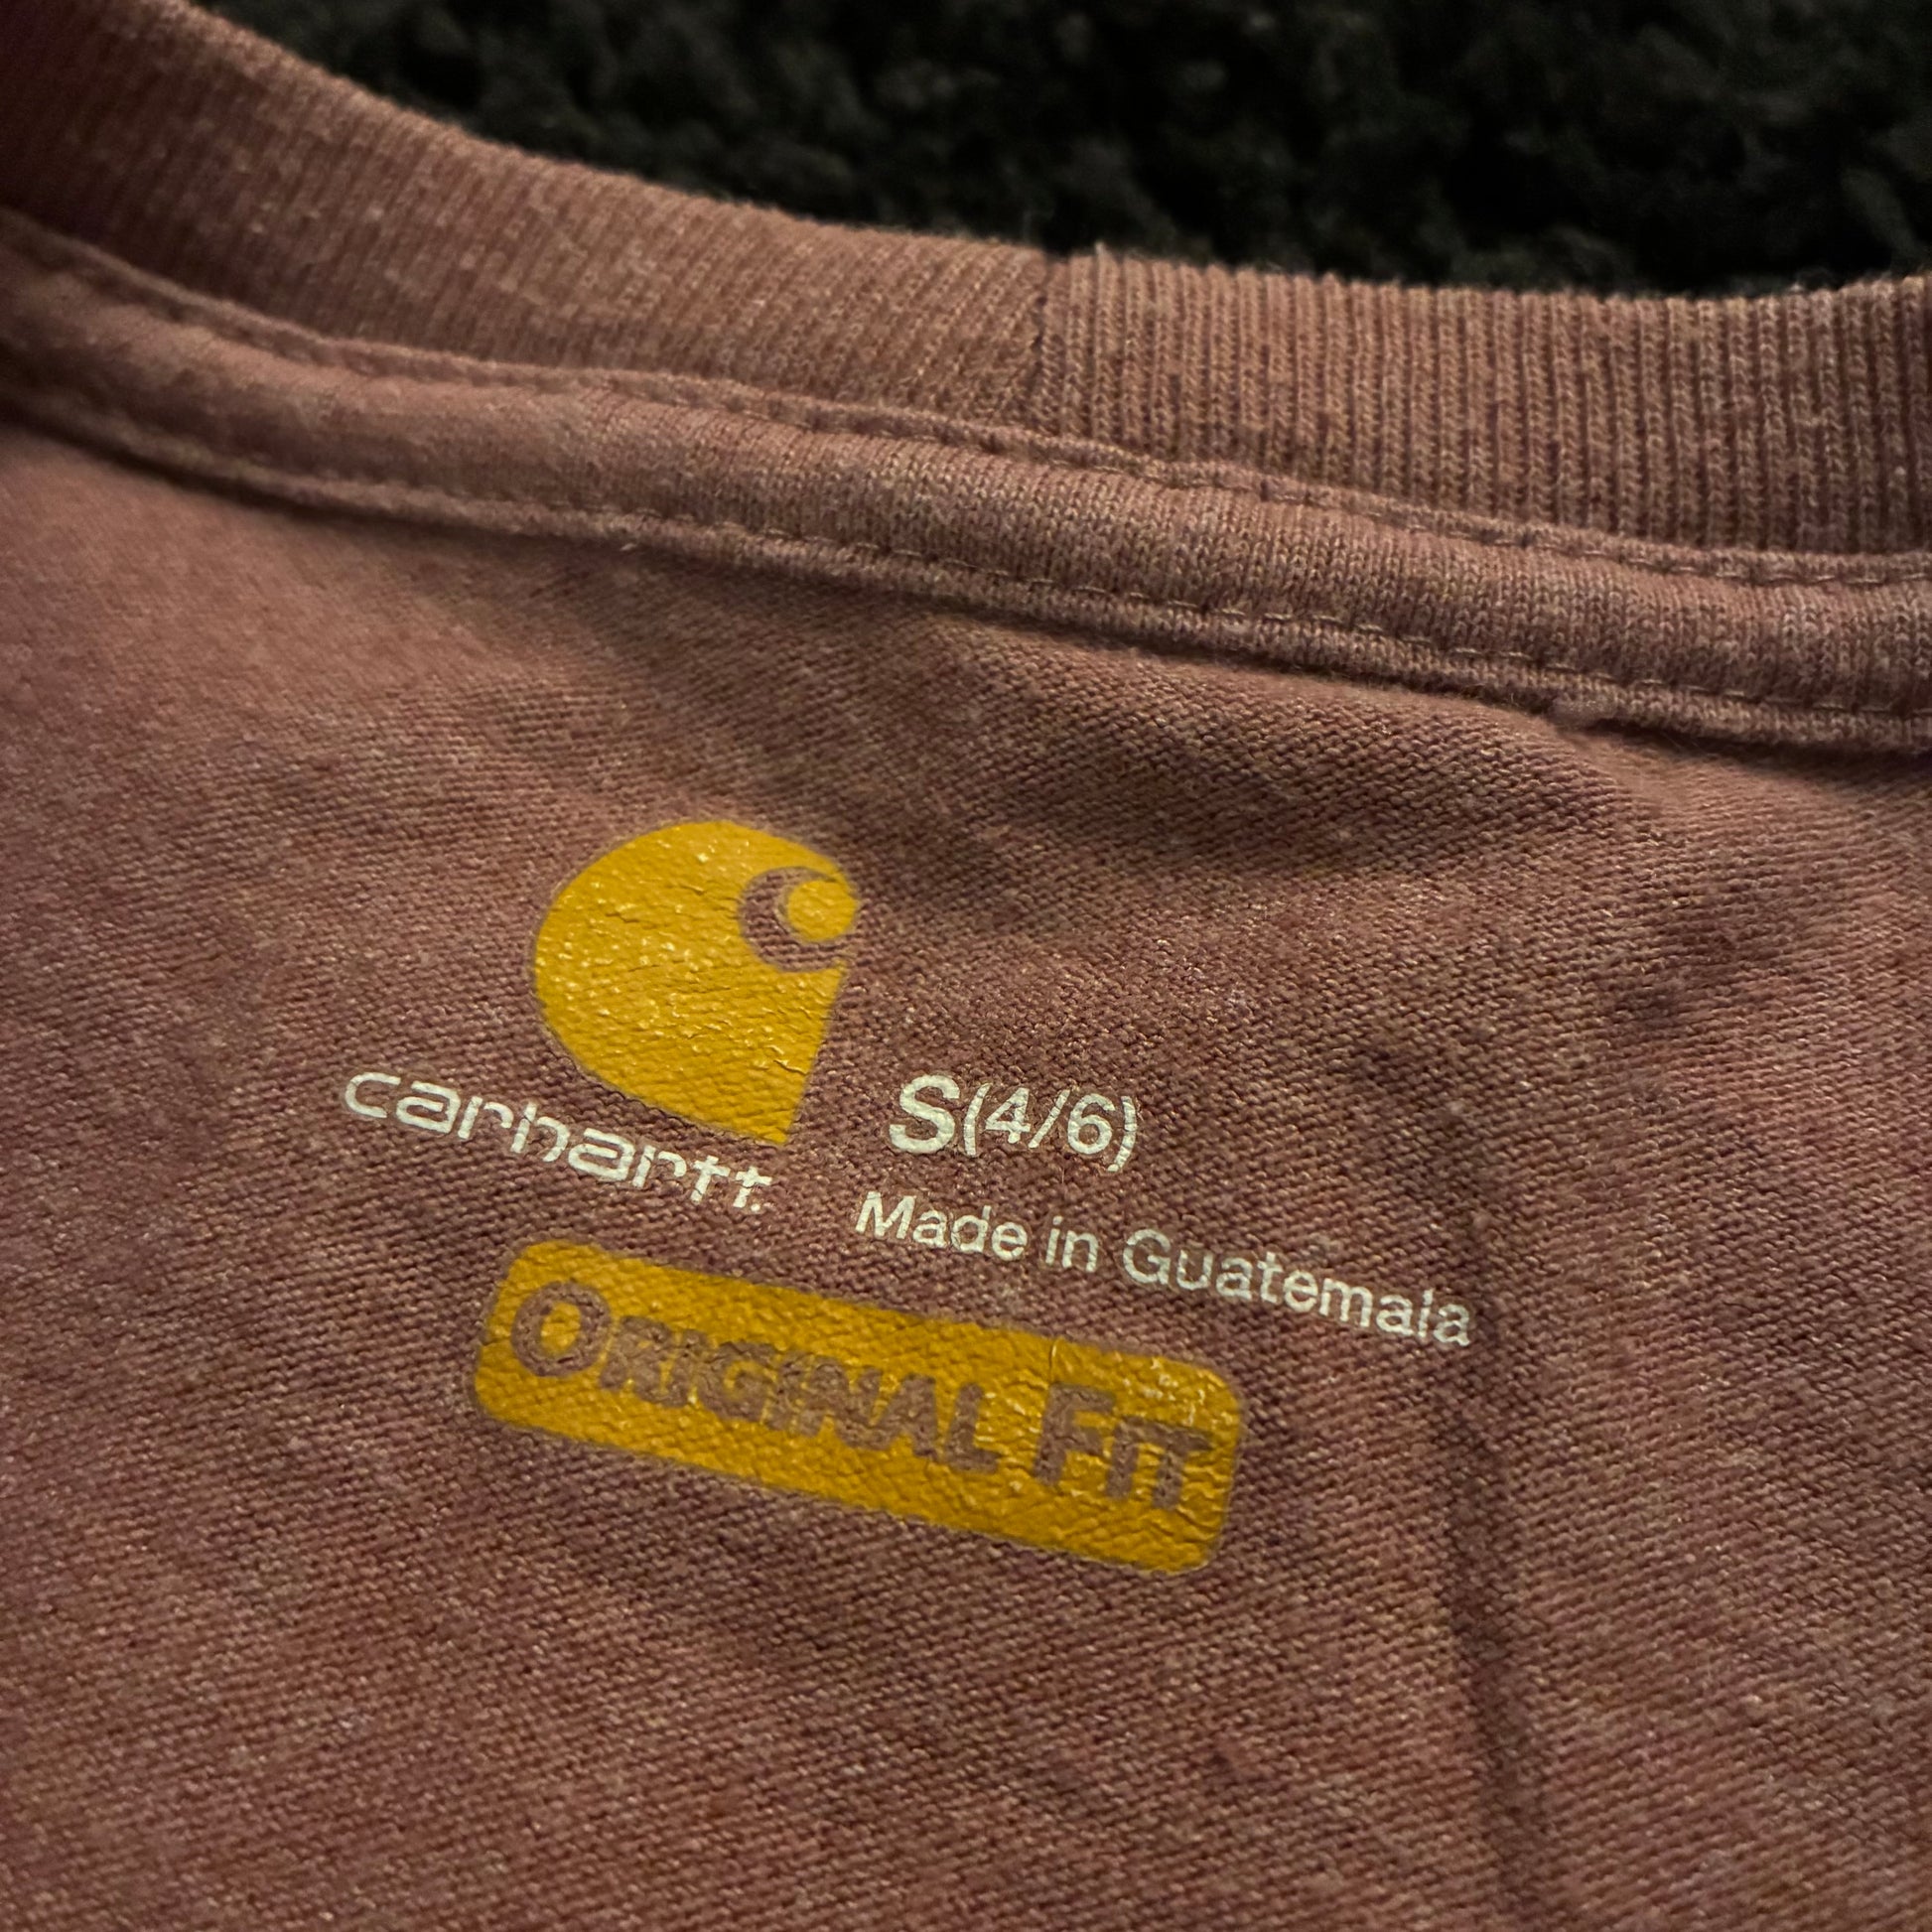 carhartt.
S(4/6)
Made in Guatemala
ORIGINAL FIT